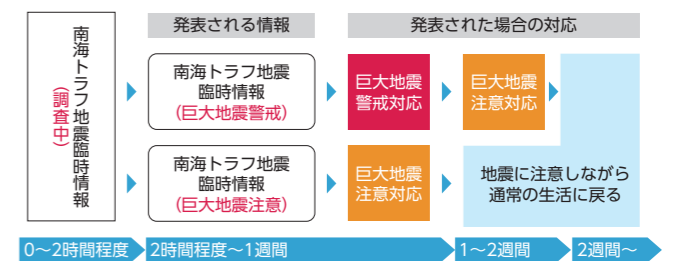 発表される情報
発表された場合の対応
南海トラフ地震臨時情報
（調査中）
南海トラフ地震
臨時情報
（巨大地震警戒）
巨大地震
警戒対応
巨大地震
注意対応
南海トラフ地震
臨時情報
（巨大地震注意）
巨大地震
注意対応
地震に注意しながら
通常の生活に戻る
0～2時間程度
2時間程度～1週間
1～2週間
2週間～